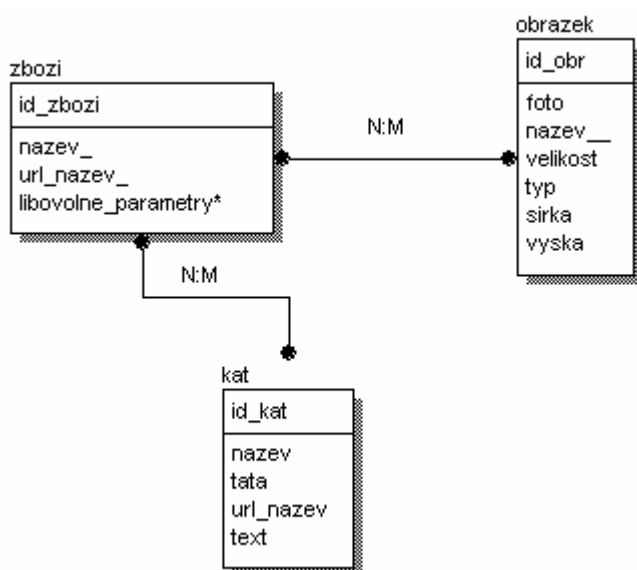 zbozi
id_zbozi
nazev_
url_nazev_
libovolne_parametry*
N:M
obrazek
id_obr
foto
nazev__
velikost
typ
sirka
vyska
N:M
kat
id_kat
nazev
tata
url_nazev
text